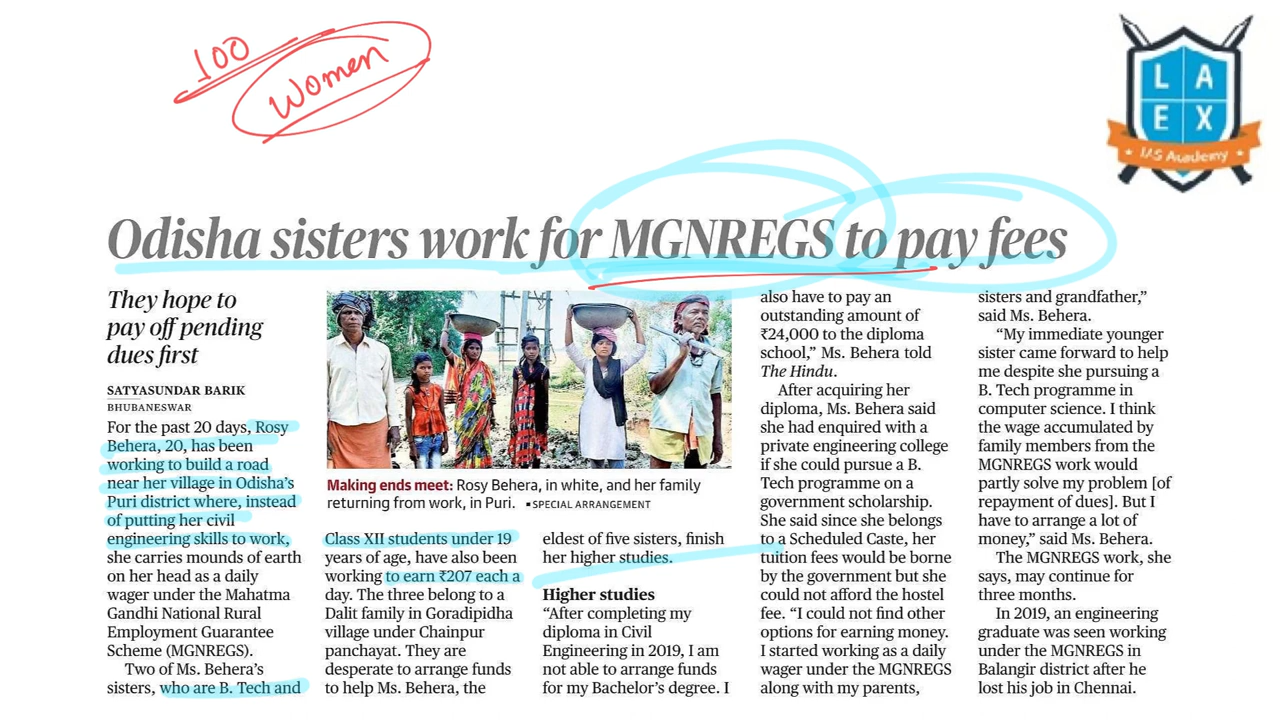 100
Women
L A
E X
IAS Academy
Odisha sisters work for MGNREGS to pay fees
They hope to
pay off pending
dues first
SATYASUNDAR BARIK
BHUBANESWAR
For the past 20 days, Rosy
Behera, 20, has been
working to build a road
near her village in Odisha’s
Puri district where, instead
of putting her civil
engineering skills to work,
she carries mounds of earth
on her head as a daily
wager under the Mahatma
Gandhi National Rural
Employment Guarantee
Scheme (MGNREGS).
Two of Ms. Behera’s
sisters, who are B. Tech and
Making ends meet: Rosy Behera, in white, and her family
returning from work, in Puri. ▪SPECIAL ARRANGEMENT
Class XII students under 19
years of age, have also been
working to earn ₹207 each a
day. The three belong to a
Dalit family in Goradipidha
village under Chainpur
panchayat. They are
desperate to arrange funds
to help Ms. Behera, the
eldest of five sisters, finish
her higher studies.
Higher studies
“After completing my
diploma in Civil
Engineering in 2019, I am
not able to arrange funds
for my Bachelor’s degree. I
also have to pay an
outstanding amount of
₹24,000 to the diploma
school,” Ms. Behera told
The Hindu.
After acquiring her
diploma, Ms. Behera said
she had enquired with a
private engineering college
if she could pursue a B.
Tech programme on a
government scholarship.
She said since she belongs
to a Scheduled Caste, her
tuition fees would be borne
by the government but she
could not afford the hostel
fee. “I could not find other
options for earning money.
I started working as a daily
wager under the MGNREGS
along with my parents,
sisters and grandfather,”
said Ms. Behera.
“My immediate younger
sister came forward to help
me despite she pursuing a
B. Tech programme in
computer science. I think
the wage accumulated by
family members from the
MGNREGS work would
partly solve my problem [of
repayment of dues]. But I
have to arrange a lot of
money,” said Ms. Behera.
The MGNREGS work, she
says, may continue for
three months.
In 2019, an engineering
graduate was seen working
under the MGNREGS in
Balangir district after he
lost his job in Chennai.